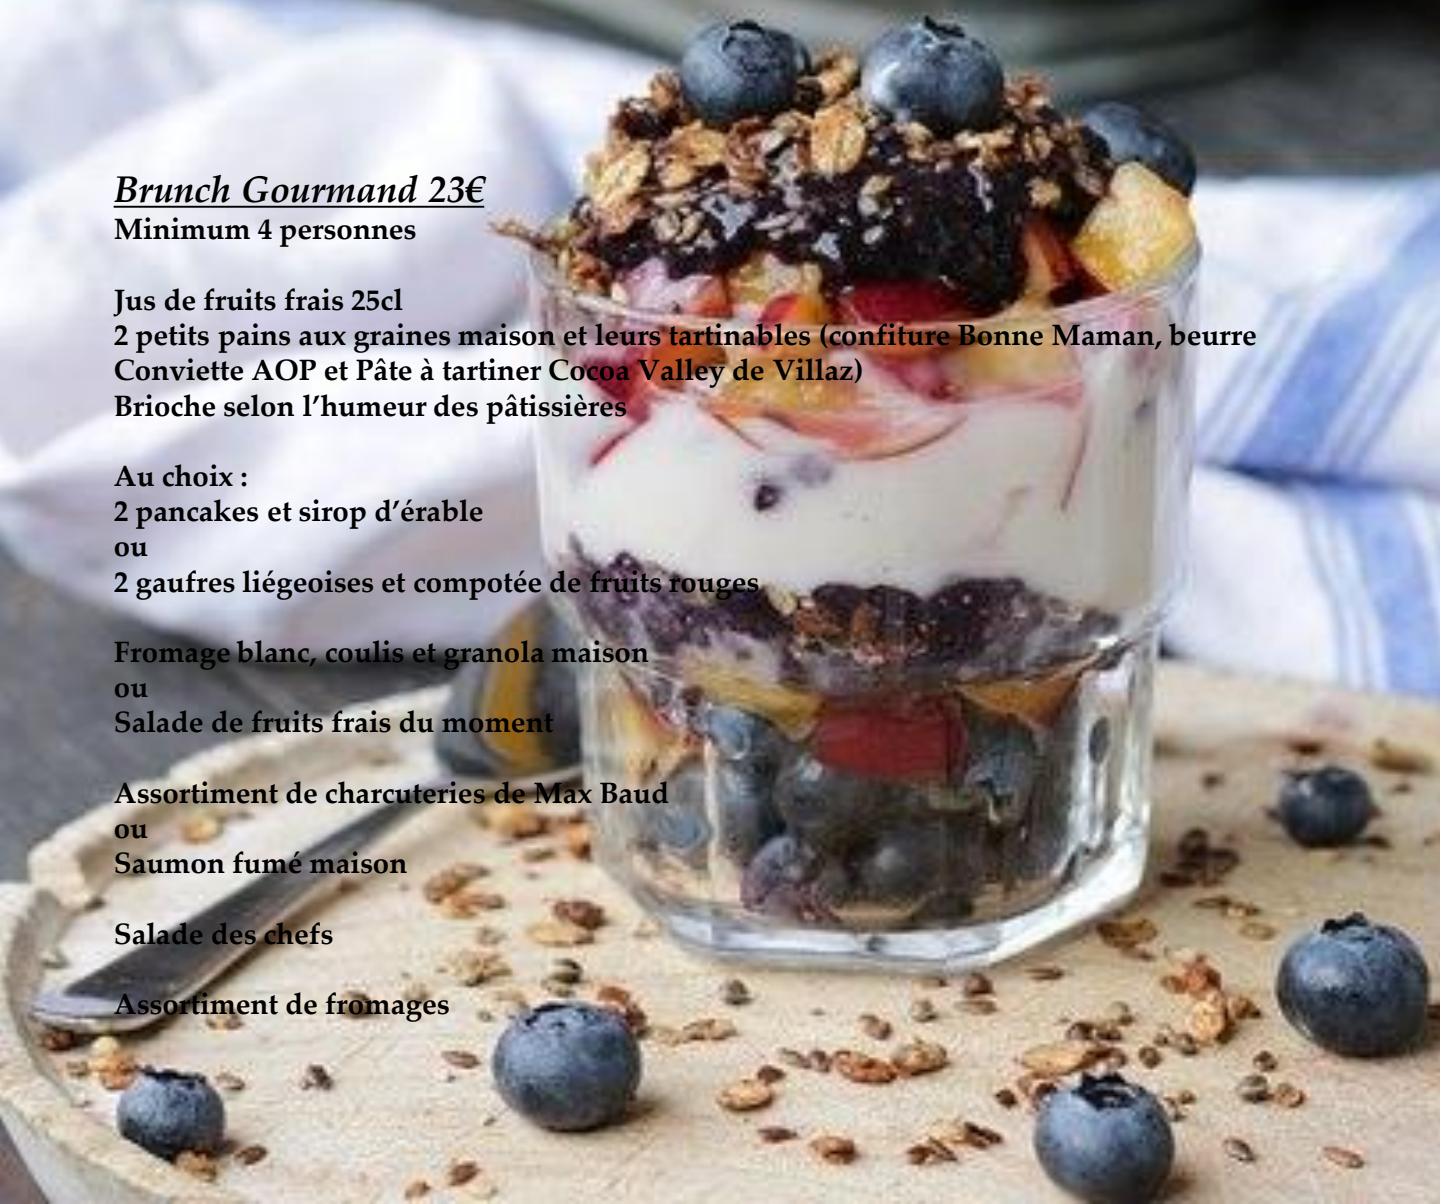 Brunch Gourmand 23€
Minimum 4 personnes
Jus de fruits frais 25cl
2 petits pains aux graines maison et leurs tartinables (confiture Bonne Maman, beurre
Conviette AOP et Pâte à tartiner Cocoa Valley de Villaz)
Brioche selon l’humeur des pâtissières
Au choix :
2 pancakes et sirop d’érable
ou
2 gaufres liégeoises et compotée de fruits rouges
Fromage blanc, coulis et granola maison
ou
Salade de fruits frais du moment
Assortiment de charcuteries de Max Baud
ou
Saumon fumé maison
Salade des chefs
Assortiment de fromages